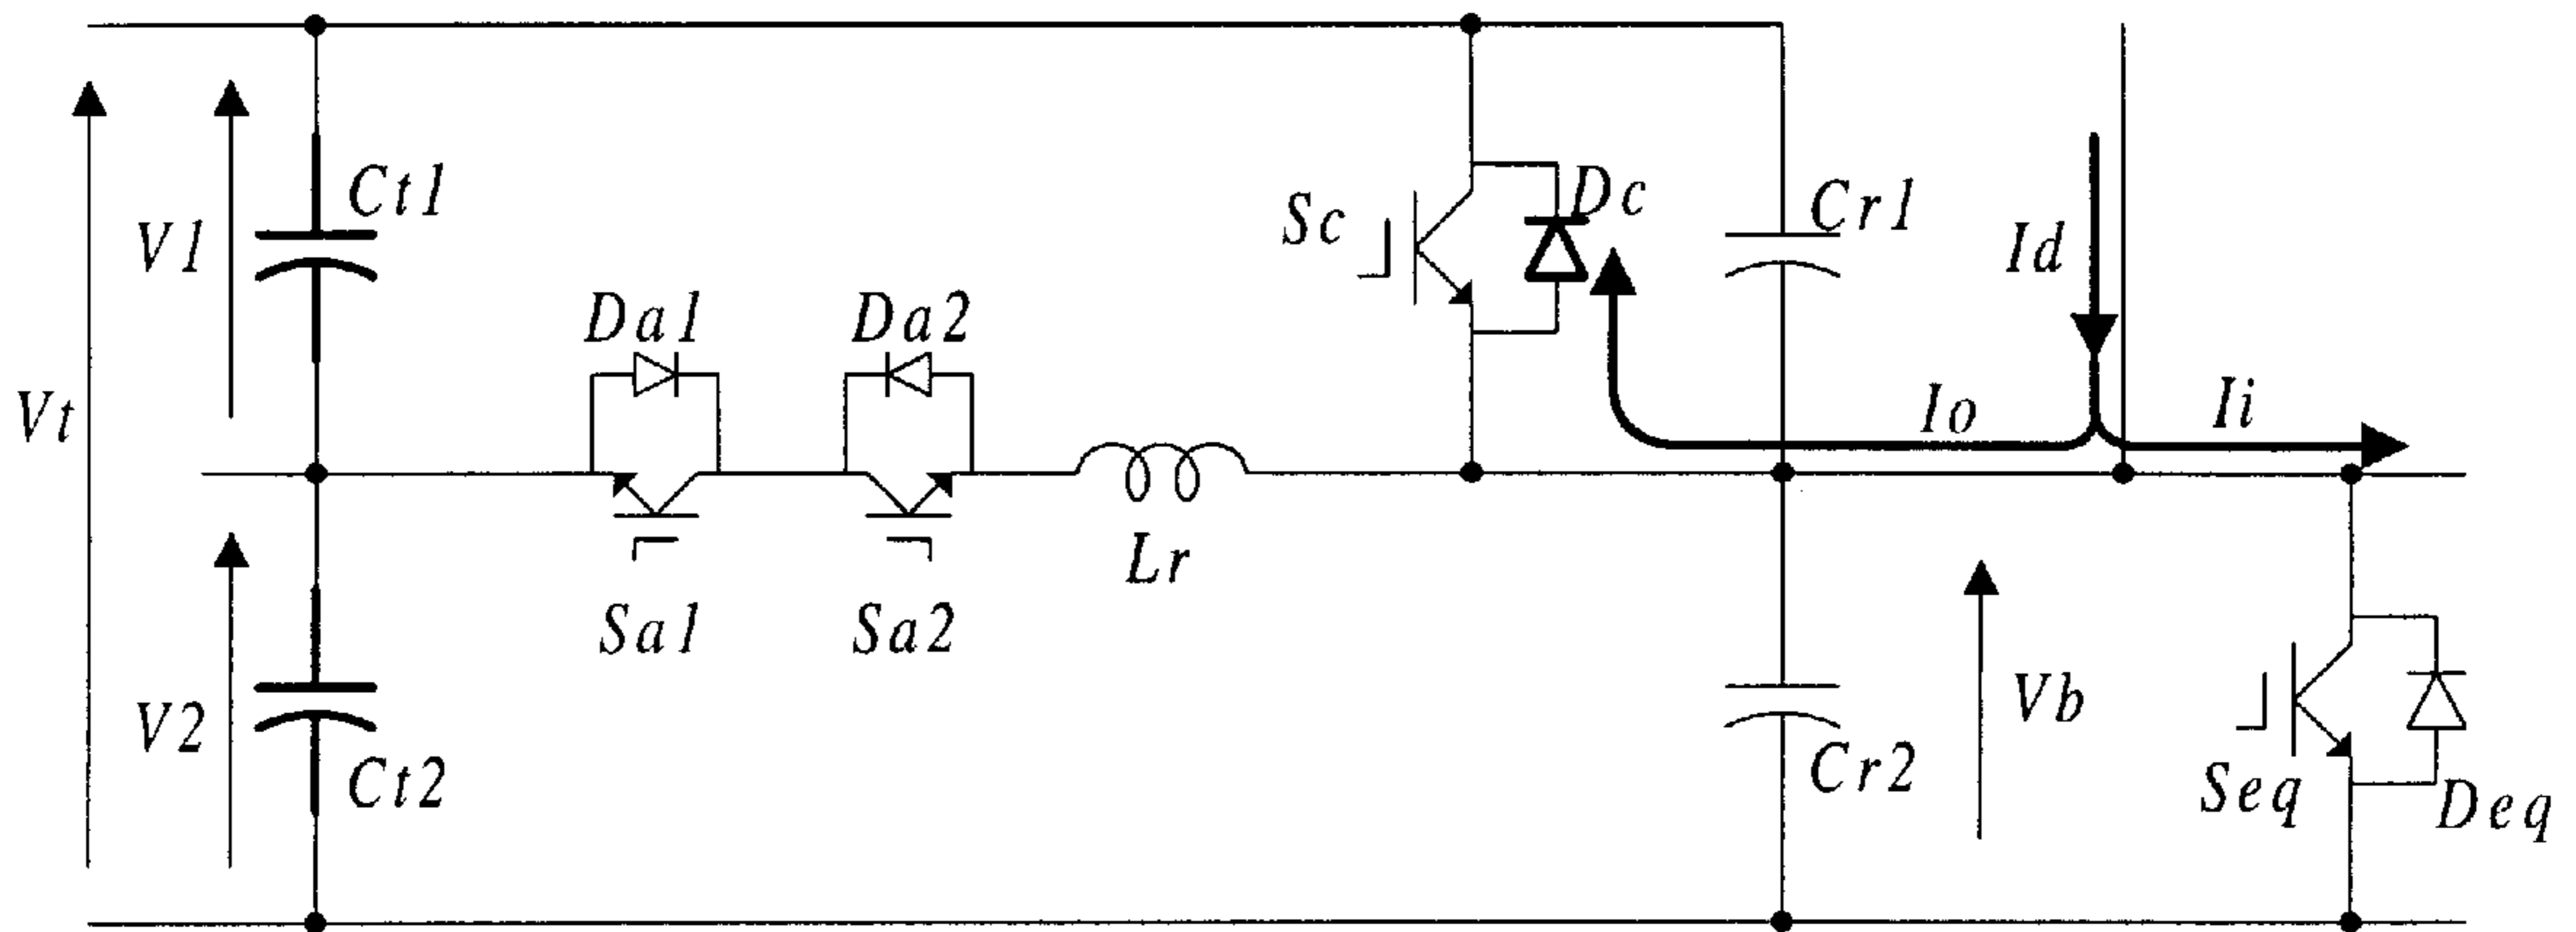 Ct1
Dc
Cr1
Sc
V1
Id
Da1
Da2
Vt
Io
Ii
Lr
Sa1
Sa2
V2
Vb
Ct2
Cr2
Seq
Deq